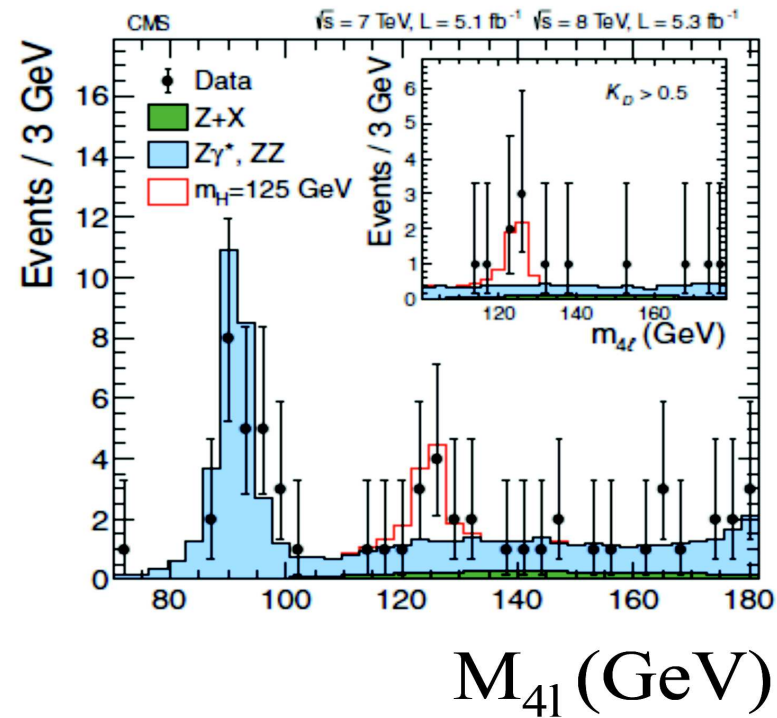 CMS √s = 7 TeV, L = 5.1 fb⁻¹ √s = 8 TeV, L = 5.3 fb⁻¹
Events / 3 GeV
16
14
12
10
8
6
4
2
0
Data
Z+X
Zγ*, ZZ
m_H=125 GeV
K_D > 0.5
Events / 3 GeV
6
5
4
3
2
1
0
120 140 160
m_4ℓ (GeV)
80 100 120 140 160 180
M_4l (GeV)